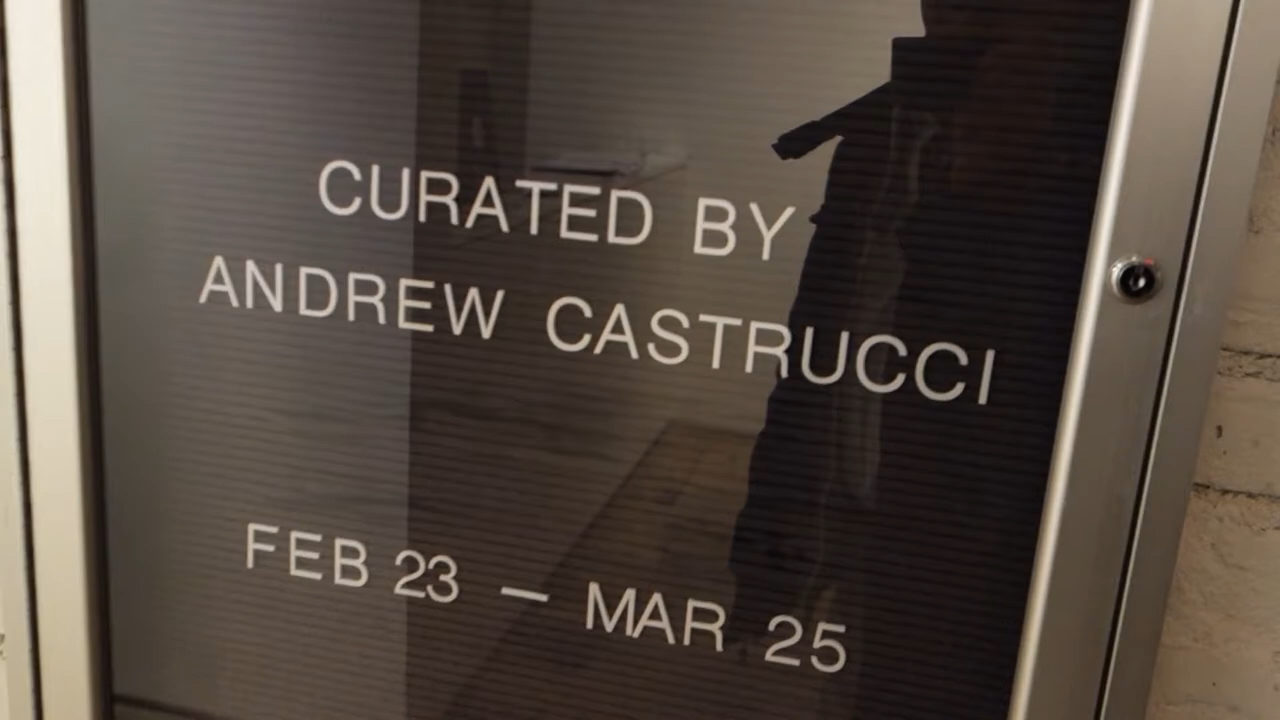 CURATED BY
ANDREW CASTRUCCI
FEB 23 — MAR 25